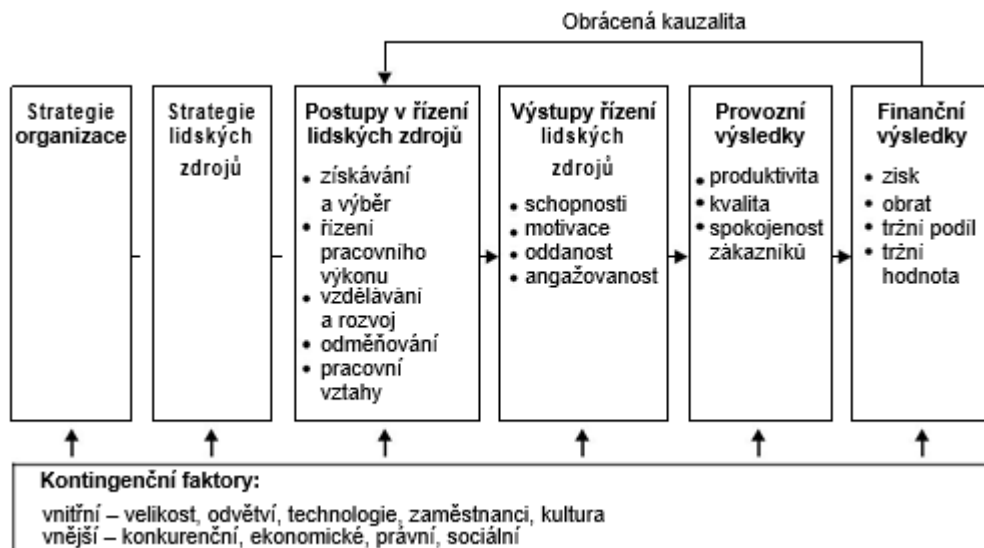 Obrácená kauzalita
Strategie
organizace
Strategie
lidských
zdrojů
Postupy v řízení
lidských zdrojů
• získávání
a výběr
• řízení
pracovního
výkonu
• vzdělávání
a rozvoj
• odměňování
• pracovní
vztahy
Výstupy řízení
lidských
zdrojů
• schopnosti
• motivace
• oddanost
• angažovanost
Provozní
výsledky
• produktivita
• kvalita
• spokojenost
zákazníků
Finanční
výsledky
• zisk
• obrat
• tržní podíl
• tržní
hodnota
Kontingenční faktory:
vnitřní – velikost, odvětví, technologie, zaměstnanci, kultura
vnější – konkurenční, ekonomické, právní, sociální